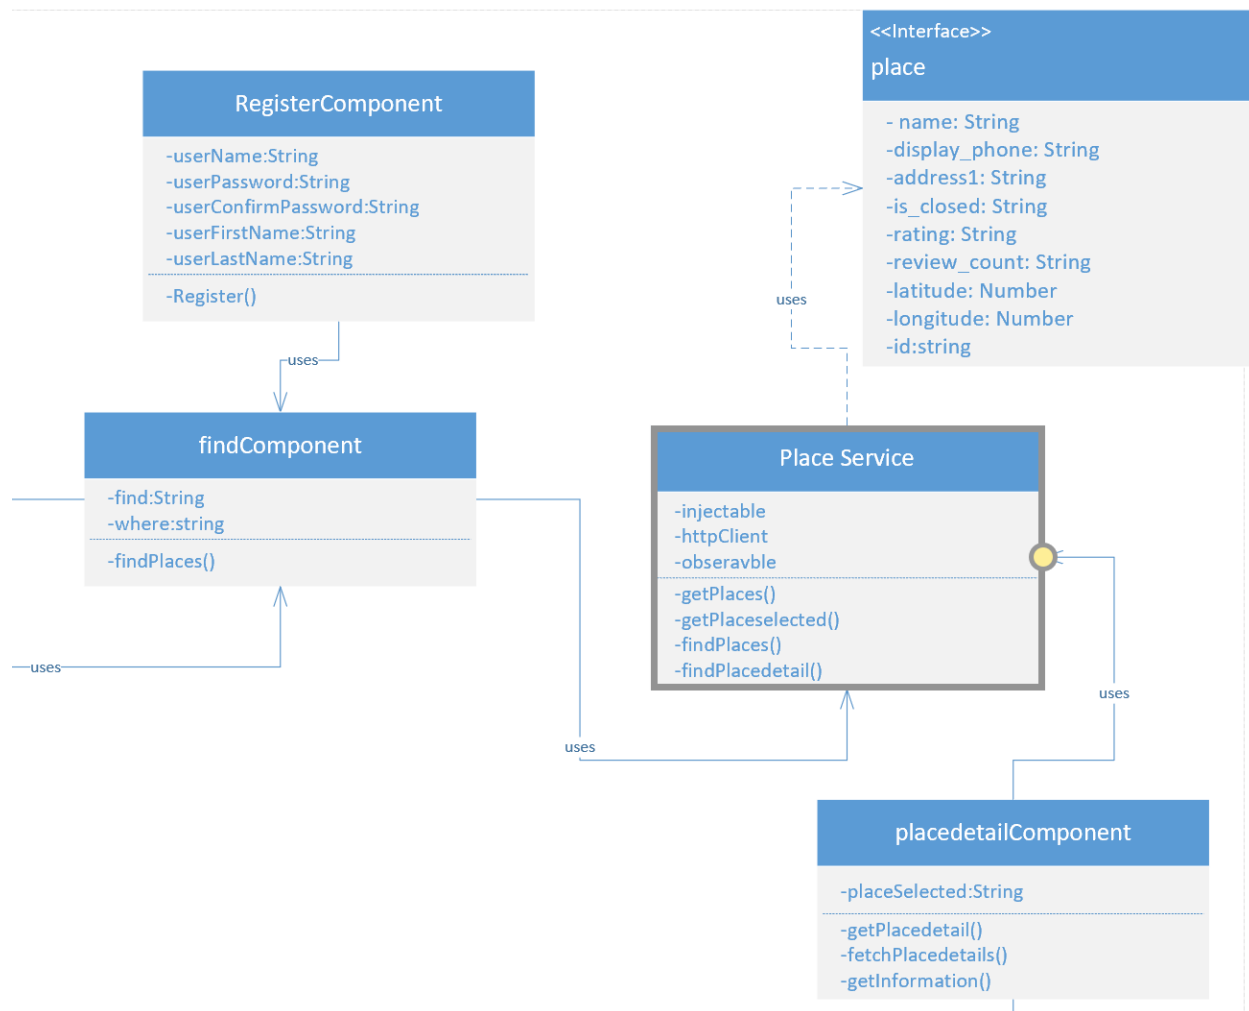 <<Interface>>
place
- name: String
-display_phone: String
-address1: String
-is_closed: String
-rating: String
-review_count: String
-latitude: Number
-longitude: Number
-id:string
RegisterComponent
-userName:String
-userPassword:String
-userConfirmPassword:String
-userFirstName:String
-userLastName:String
-Register()
uses
uses
findComponent
-find:String
-where:string
-findPlaces()
Place Service
-injectable
-httpClient
-obseravble
-getPlaces()
-getPlaceselected()
-findPlaces()
-findPlacedetail()
uses
uses
uses
placedetailComponent
-placeSelected:String
-getPlacedetail()
-fetchPlacedetails()
-getInformation()